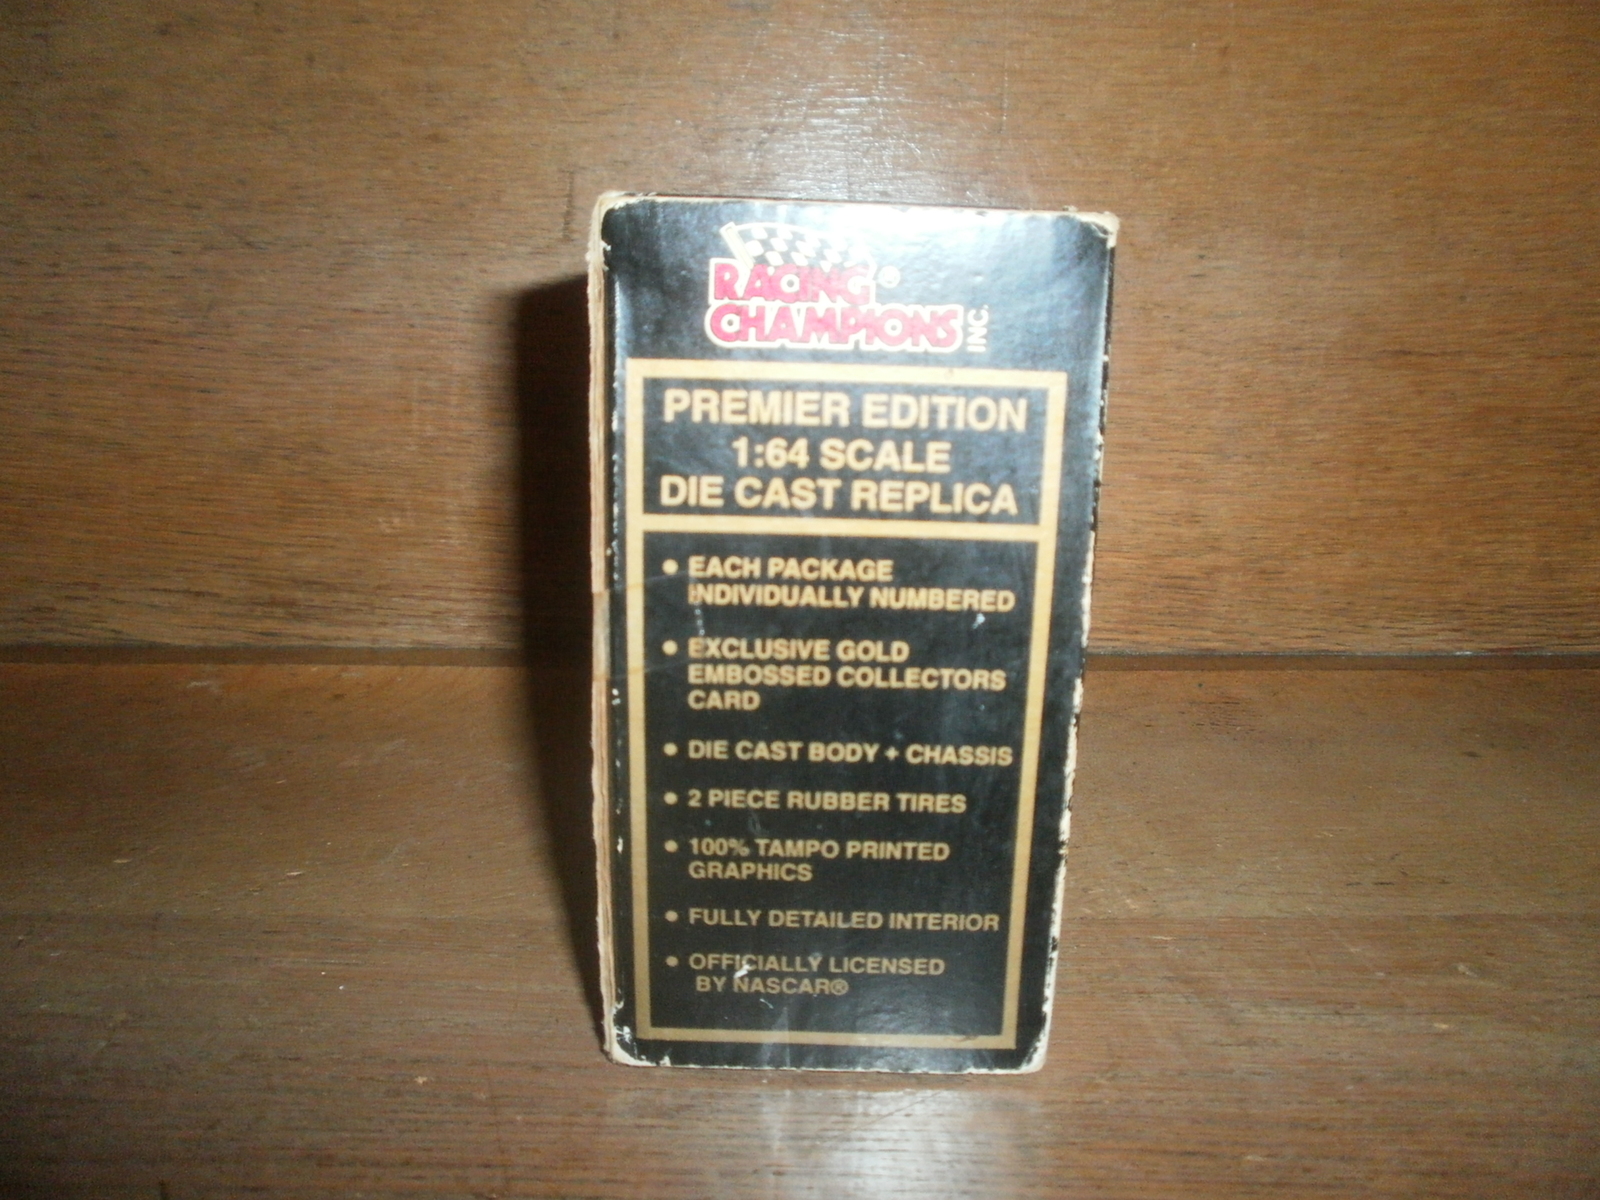 RACING®
CHAMPIONS INC.
PREMIER EDITION
1:64 SCALE
DIE CAST REPLICA
• EACH PACKAGE
INDIVIDUALLY NUMBERED
• EXCLUSIVE GOLD
EMBOSSED COLLECTORS
CARD
• DIE CAST BODY + CHASSIS
• 2 PIECE RUBBER TIRES
• 100% TAMPO PRINTED
GRAPHICS
• FULLY DETAILED INTERIOR
• OFFICIALLY LICENSED
BY NASCAR®